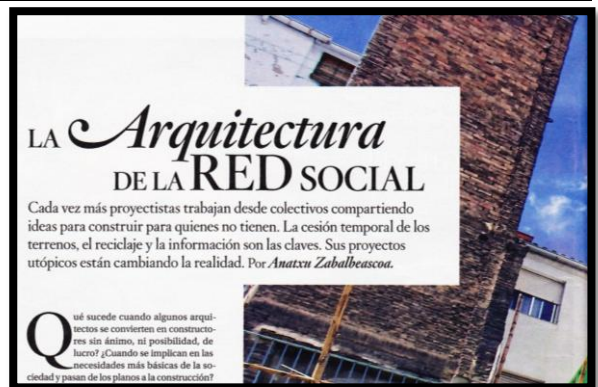 LA Arquitectura
DE LA RED SOCIAL
Cada vez más proyectistas trabajan desde colectivos compartiendo
ideas para construir para quienes no tienen. La cesión temporal de los
terrenos, el reciclaje y la información son las claves. Sus proyectos
utópicos están cambiando la realidad. Por Anatxu Zabalbeascoa.
Qué sucede cuando algunos arqui-
tectos se convierten en constructo-
res sin ánimo, ni posibilidad, de
lucro? ¿Cuando se implican en las
necesidades más básicas de la so-
ciedad y pasan de los planos a la construcción?